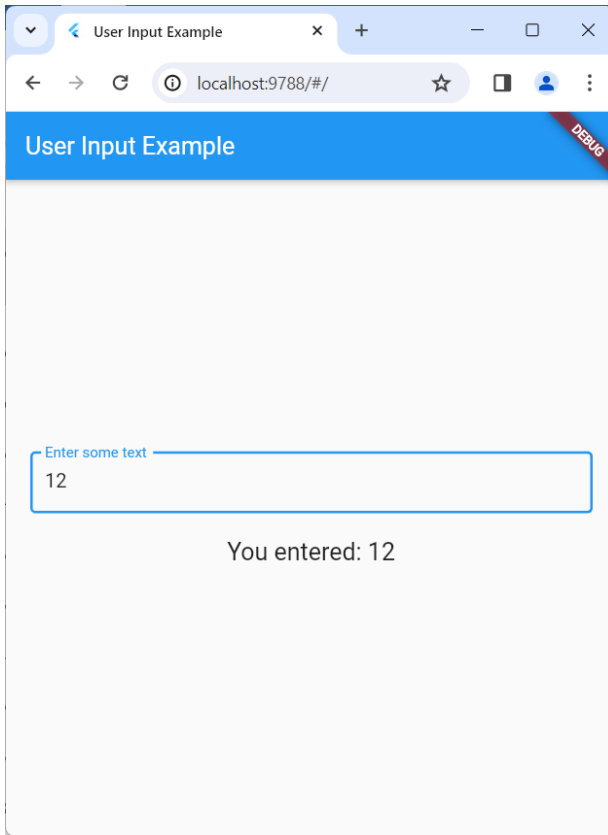 User Input Example
localhost:9788/#/
User Input Example
DEBUG
Enter some text
12
You entered: 12